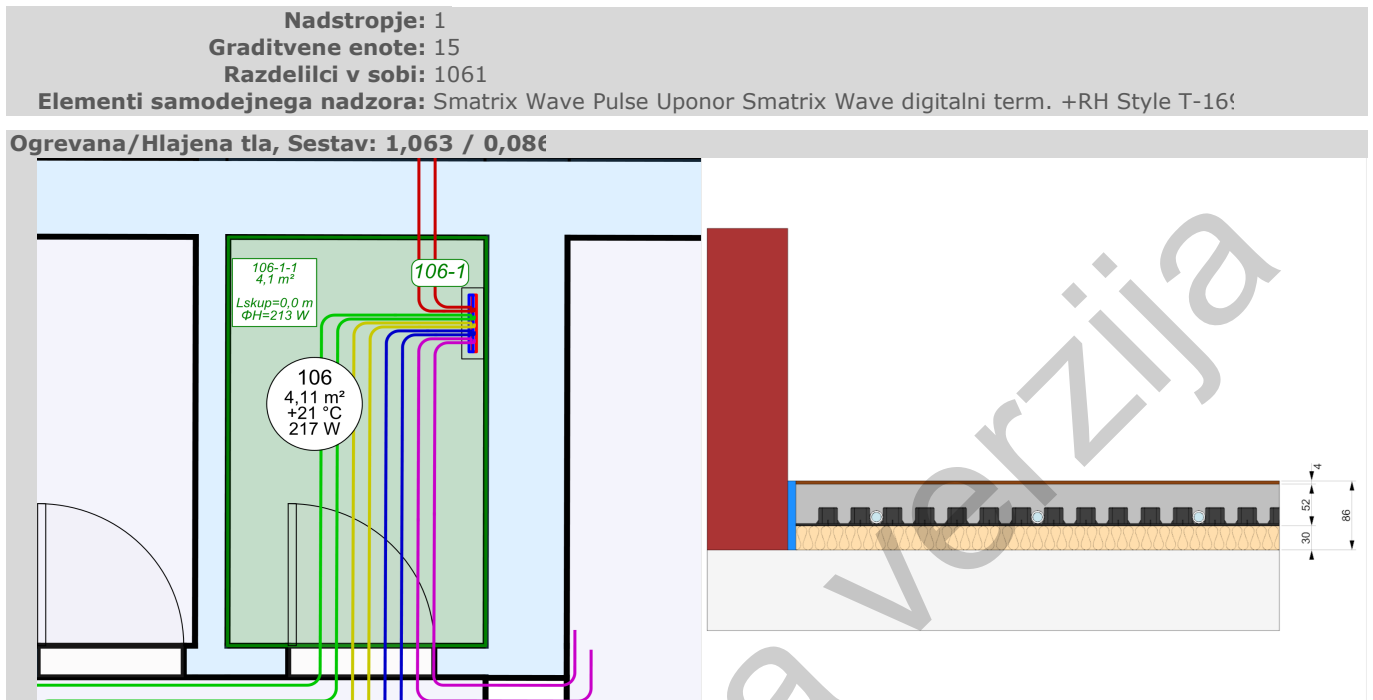 Nadstropje: 1
Graditvene enote: 15
Razdelilci v sobi: 1061
Elementi samodejnega nadzora: Smatrix Wave Pulse Uponor Smatrix Wave digitalni term. +RH Style T-169
Ogrevana/Hlajena tla, Sestav: 1,063 / 0,086
106-1-1
4,1 m²
Lskup=0,0 m
ΦH=213 W
106-1
106
4,11 m²
+21 °C
217 W
4
52
30
86
a verzija